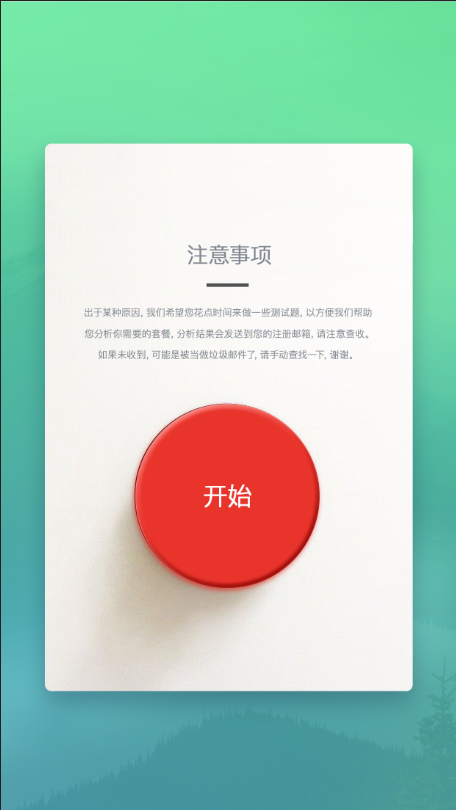 注意事项
出于某种原因, 我们希望您花点时间来做一些测试题, 以方便我们帮助
您分析你需要的套餐, 分析结果会发送到您的注册邮箱, 请注意查收。
如果未收到, 可能是被当做垃圾邮件了, 请手动查找一下, 谢谢。
开始